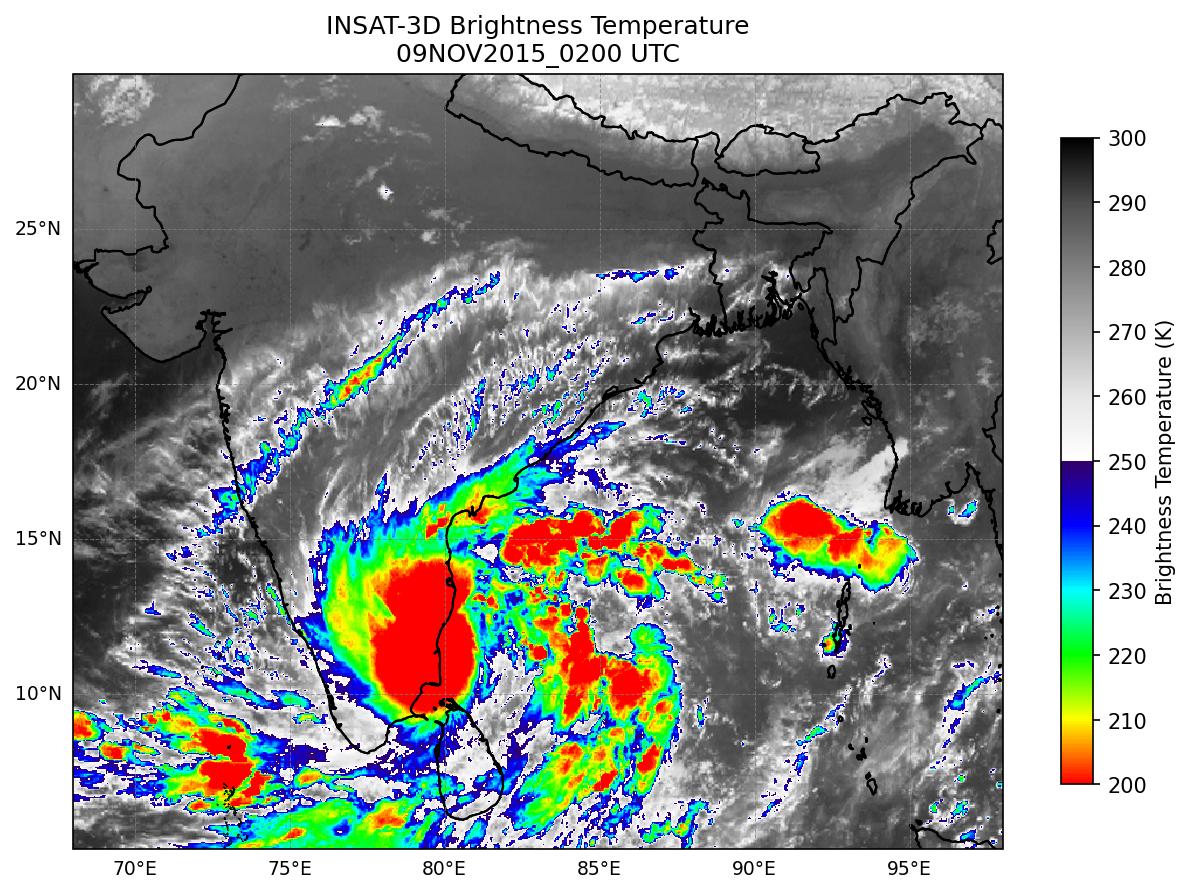 INSAT-3D Brightness Temperature
09NOV2015_0200 UTC
25°N
20°N
15°N
10°N
70°E
75°E
80°E
85°E
90°E
95°E
300
290
280
270
260
250
240
230
220
210
200
Brightness Temperature (K)